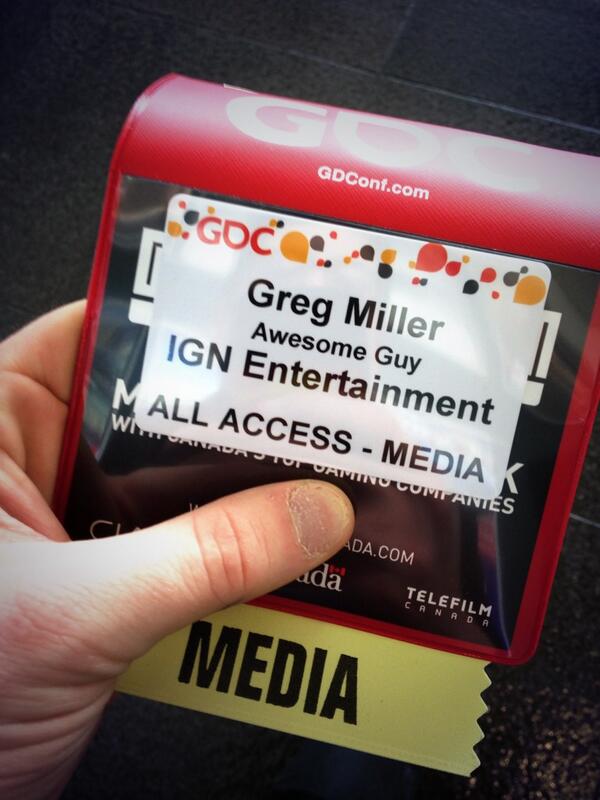 GDC
GDConf.com
GDC
Greg Miller
Awesome Guy
IGN Entertainment
ALL ACCESS - MEDIA
WITH CANADA'S TOP GAMING COMPANIES
TELEFILM
CANADA
MEDIA